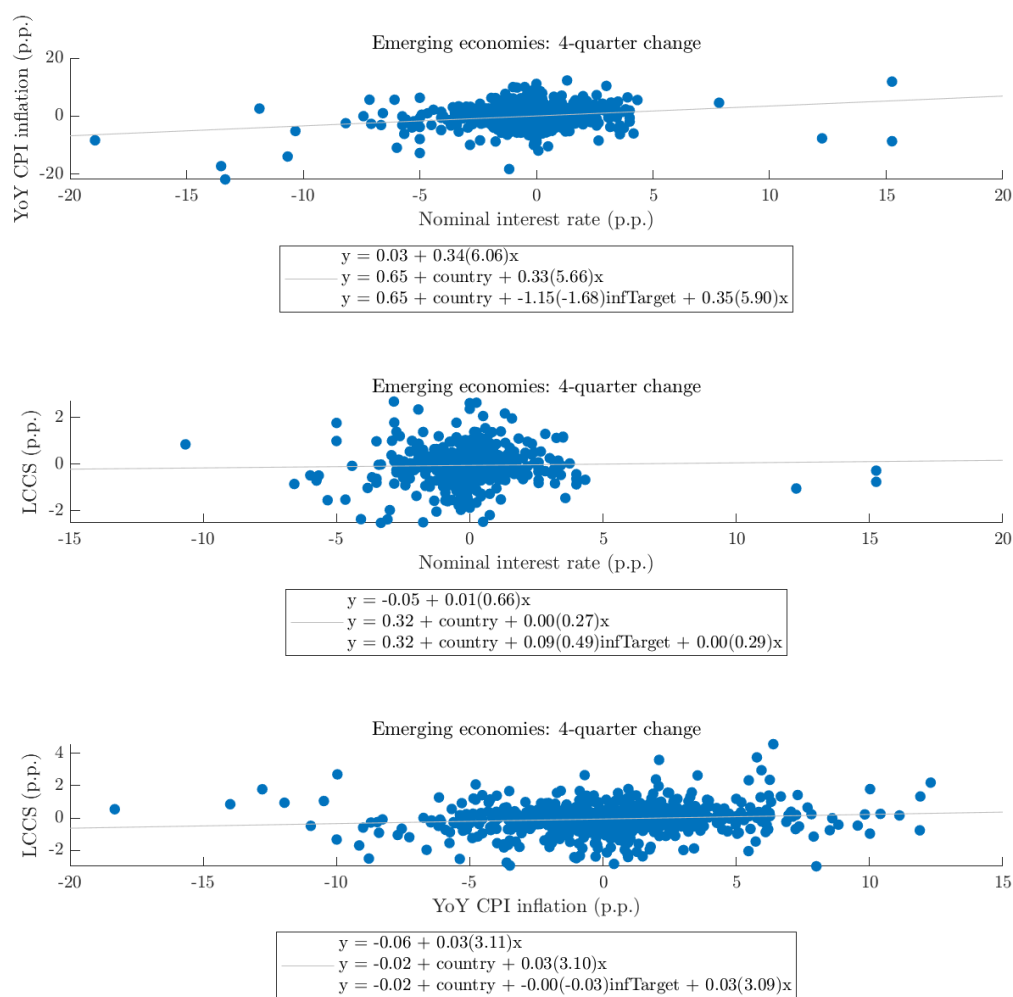 Emerging economies: 4-quarter change
YoY CPI inflation (p.p.)
20
0
-20
-20 -15 -10 -5 0 5 10 15 20
Nominal interest rate (p.p.)
y = 0.03 + 0.34(6.06)x
y = 0.65 + country + 0.33(5.66)x
y = 0.65 + country + -1.15(-1.68)infTarget + 0.35(5.90)x
Emerging economies: 4-quarter change
LCCS (p.p.)
2
0
-2
-15 -10 -5 0 5 10 15 20
Nominal interest rate (p.p.)
y = -0.05 + 0.01(0.66)x
y = 0.32 + country + 0.00(0.27)x
y = 0.32 + country + 0.09(0.49)infTarget + 0.00(0.29)x
Emerging economies: 4-quarter change
LCCS (p.p.)
4
2
0
-2
-20 -15 -10 -5 0 5 10 15
YoY CPI inflation (p.p.)
y = -0.06 + 0.03(3.11)x
y = -0.02 + country + 0.03(3.10)x
y = -0.02 + country + -0.00(-0.03)infTarget + 0.03(3.09)x